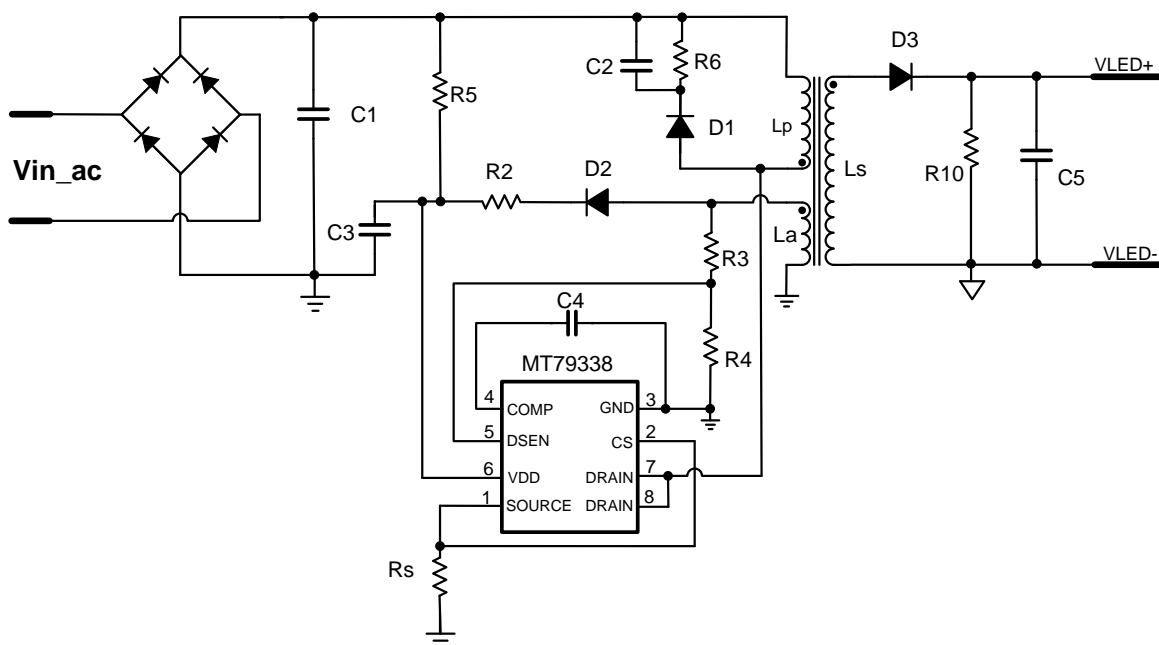 D3
VLED+
C2
R6
R5
C1
D1
Lp
Vin_ac
R2
D2
Ls
R10
C5
C3
La
R3
VLED-
C4
R4
MT79338
4
COMP
GND
3
5
DSEN
CS
2
6
VDD
DRAIN
7
1
SOURCE
DRAIN
8
Rs